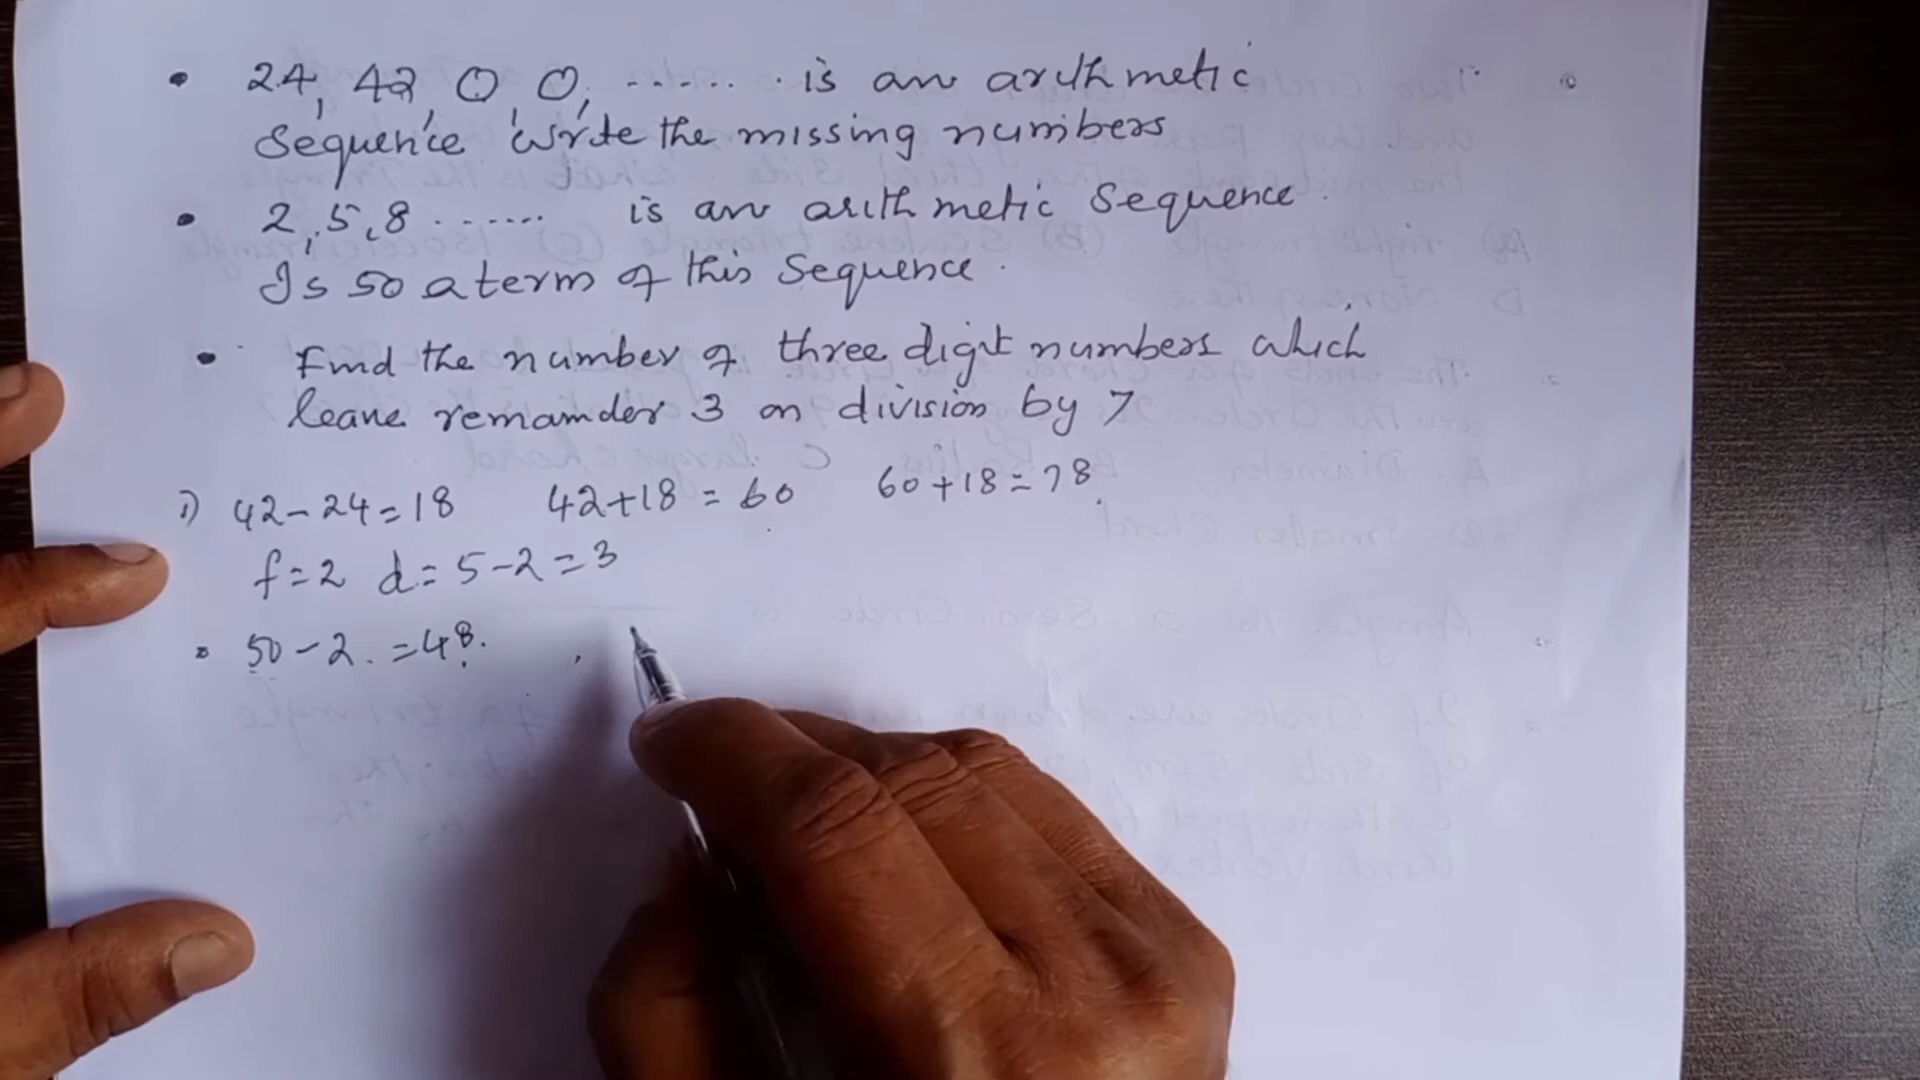 • 24, 42, O, O, ....... is an arithmetic
Sequence Write the missing numbers
• 2, 5, 8 ....... is an arithmetic Sequence.
Is 50 a term of this Sequence.
• Find the number of three digit numbers which
leave remainder 3 on division by 7
i) 42-24=18 42+18=60 60+18=78.
f=2 d=5-2=3
50-2.=48.